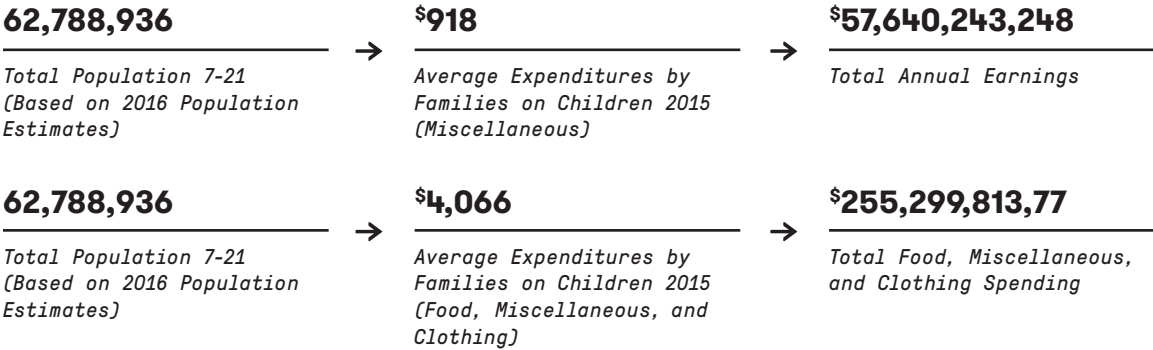 62,788,936
Total Population 7-21
(Based on 2016 Population
Estimates)
→
$918
Average Expenditures by
Families on Children 2015
(Miscellaneous)
→
$57,640,243,248
Total Annual Earnings
62,788,936
Total Population 7-21
(Based on 2016 Population
Estimates)
→
$4,066
Average Expenditures by
Families on Children 2015
(Food, Miscellaneous, and
Clothing)
→
$255,299,813,77
Total Food, Miscellaneous,
and Clothing Spending